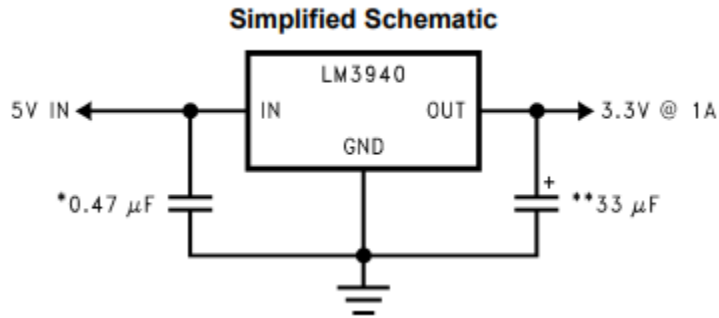 Simplified Schematic
LM3940
5V IN
IN
OUT
3.3V @ 1A
GND
*0.47 μF
+
**33 μF